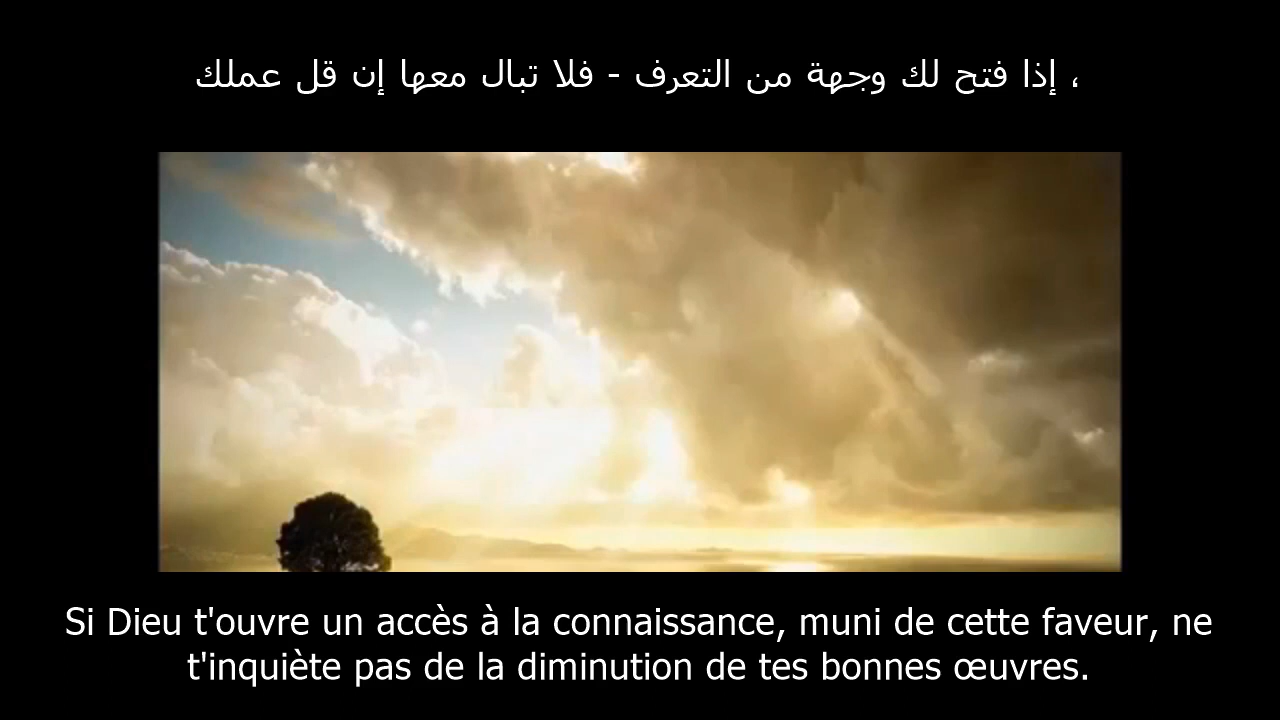 ، إذا فتح لك وجهة من التعرف - فلا تبال معها إن قل عملك
Si Dieu t'ouvre un accès à la connaissance, muni de cette faveur, ne
t'inquiète pas de la diminution de tes bonnes œuvres.